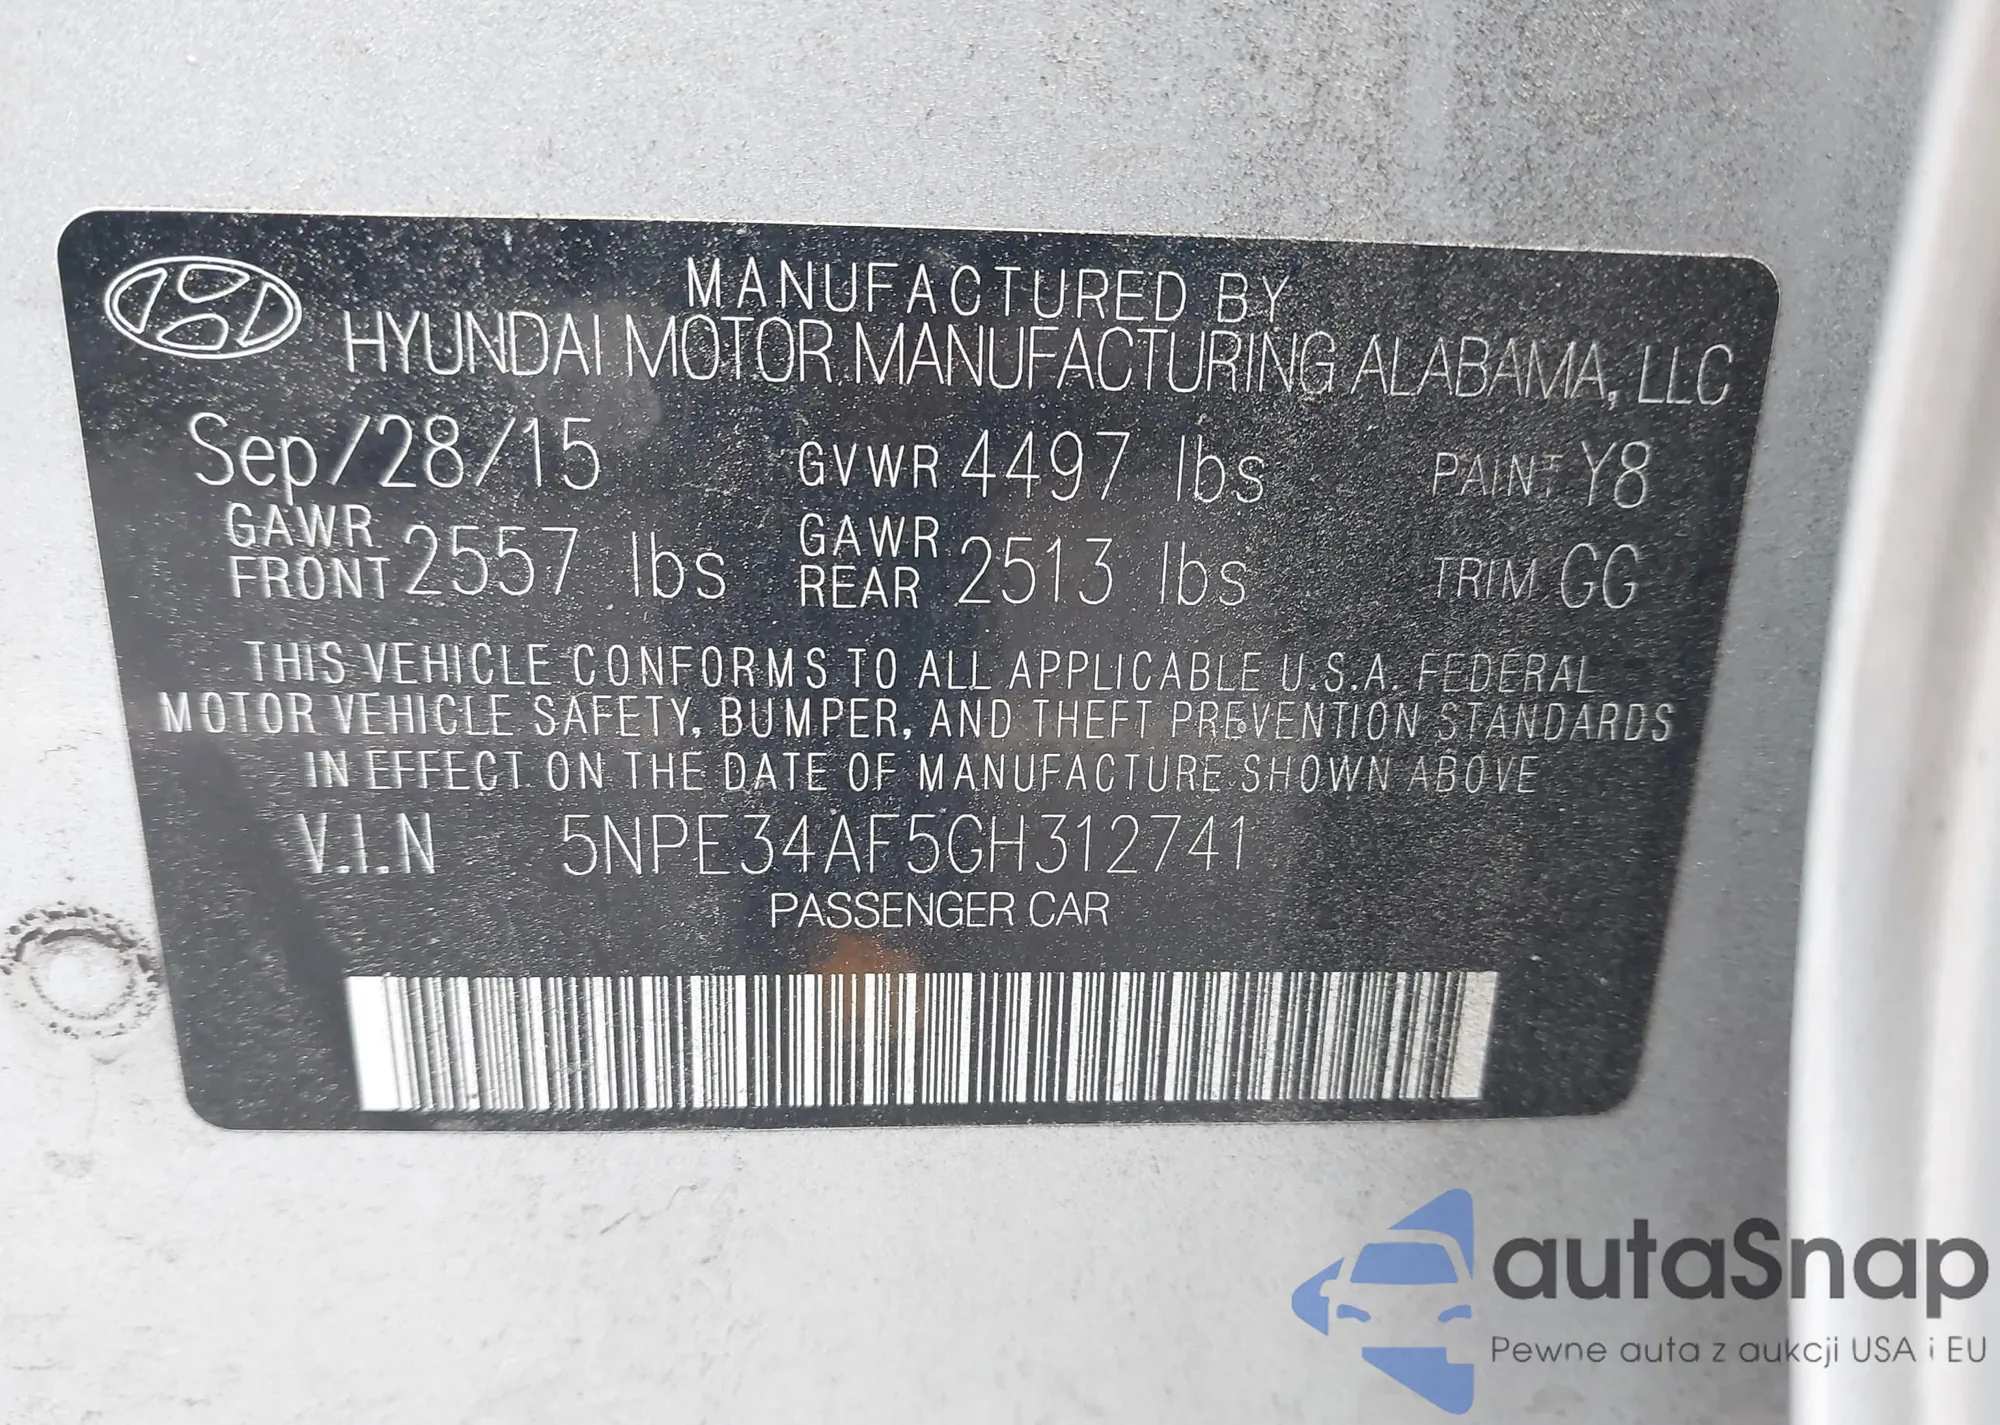 MANUFACTURED BY
HYUNDAI MOTOR MANUFACTURING ALABAMA, LLC
Sep/28/15 GVWR 4497 lbs PAINT Y8
GAWR FRONT 2557 lbs GAWR REAR 2513 lbs TRIM GG
THIS VEHICLE CONFORMS TO ALL APPLICABLE U.S.A. FEDERAL
MOTOR VEHICLE SAFETY, BUMPER, AND THEFT PREVENTION STANDARDS
IN EFFECT ON THE DATE OF MANUFACTURE SHOWN ABOVE
V.I.N 5NPE34AF5GH312741
PASSENGER CAR
autaSnap
Pewne auta z aukcji USA i EU